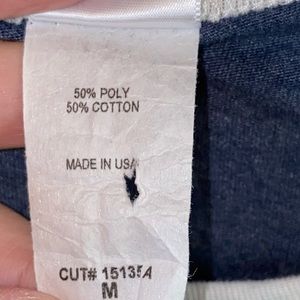 50% POLY
50% COTTON
MADE IN USA
CUT# 15135A
M